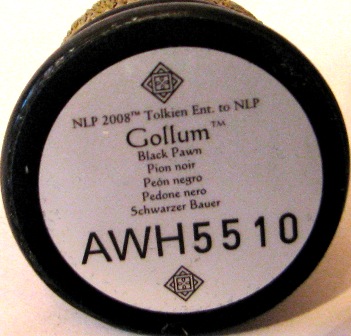 NLP 2008™ Tolkien Ent. to NLP
Gollum™
Black Pawn
Pion noir
Peón negro
Pedone nero
Schwarzer Bauer
AWH5510